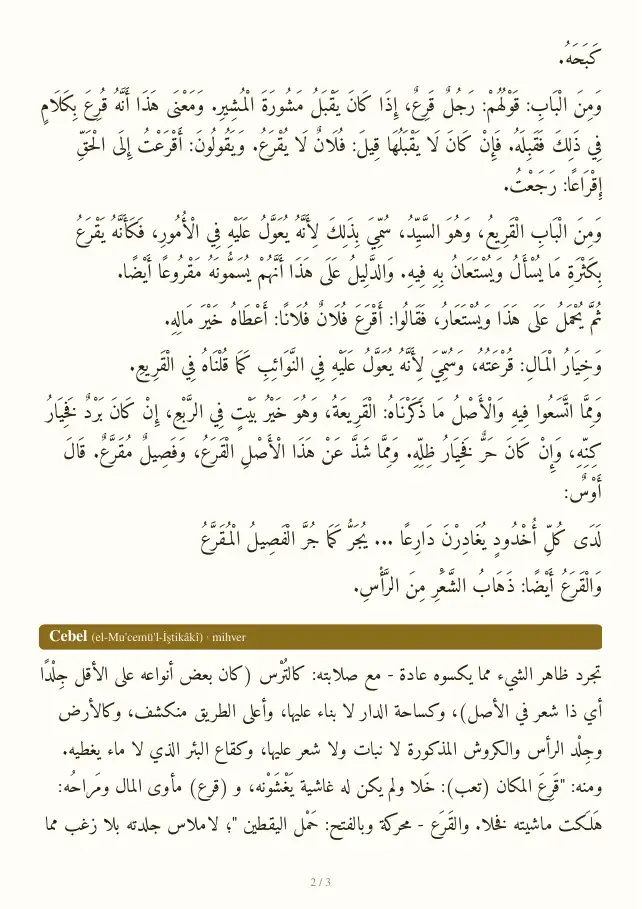 كَبَحَهُ.
وَمِنَ الْبَابِ: قَوْلُهُمْ: رَجُلٌ قَرِعٌ، إِذَا كَانَ يَقْبَلُ مَشُورَةَ الْمُشِيرِ. وَمَعْنَى هَذَا أَنَّهُ قُرِعَ بِكَلَامٍ
فِي ذَلِكَ فَقَبِلَهُ. فَإِنْ كَانَ لَا يَقْبَلُهَا قِيلَ: فُلَانٌ لَا يُقْرَعُ. وَيَقُولُونَ: أَقْرَعْتُ إِلَى الْحَقِّ
إِقْرَاعًا: رَجَعْتُ.
وَمِنَ الْبَابِ الْقَرِيعُ، وَهُوَ السَّيِّدُ، سُمِّيَ بِذَلِكَ لِأَنَّهُ يُعَوَّلُ عَلَيْهِ فِي الْأُمُورِ، فَكَأَنَّهُ يَقْرَعُ
بِكَثْرَةِ مَا يُسْأَلُ وَيُسْتَعَانُ بِهِ فِيهِ. وَالدَّلِيلُ عَلَى هَذَا أَنَّهُمْ يُسَمُّونَهُ مَقْرُوعًا أَيْضًا.
ثُمَّ يُحْمَلُ عَلَى هَذَا وَيُسْتَعَارُ، فَقَالُوا: أَقْرَعَ فُلَانٌ فُلَانًا: أَعْطَاهُ خَيْرَ مَالِهِ.
وَخِيَارُ الْمَالِ: قُرْعَتُهُ، وَسُمِّيَ لِأَنَّهُ يُعَوَّلُ عَلَيْهِ فِي النَّوَائِبِ كَمَا قُلْنَاهُ فِي الْقَرِيعِ.
وَمِمَّا اتَّسَعُوا فِيهِ وَالْأَصْلُ مَا ذَكَرْنَاهُ: الْقَرِيعَةُ، وَهُوَ خَيْرُ بَيْتٍ فِي الرَّبْعِ، إِنْ كَانَ بَرْدٌ فَخِيَارُ
كِنِّهِ، وَإِنْ كَانَ حَرٌّ فَخِيَارُ ظِلِّهِ. وَمِمَّا شَذَّ عَنْ هَذَا الْأَصْلِ الْقَرَعُ، وَفَصِيلٌ مُقَرَّعٌ. قَالَ
أَوْسٌ:
لَدَى كُلِّ أُخْدُودٍ يُغَادِرْنَ دَارِعًا ... يُجَرُّ كَمَا جُرَّ الْفَصِيلُ الْمُقَرَّعُ
وَالْقَرَعُ أَيْضًا: ذَهَابُ الشَّعْرِ مِنَ الرَّأْسِ.
Cebel (el-Mu'cemü'l-İştikâkî) · mihver
تجرد ظاهر الشيء مما يكسوه عادة - مع صلابته: كالتُرْس (كان بعض أنواعه على الأقل جِلْدًا
أي ذا شعر في الأصل)، وكساحة الدار لا بناء عليها، وأعلى الطريق منكشف، وكالأرض
وجِلْد الرأس والكروش المذكورة لا نبات ولا شعر عليها، وكقاع البئر الذي لا ماء يغطيه.
ومنه: "قَرِعَ المكان (تعب): خَلا ولم يكن له غاشية يَغْشَوْنه، و (قرع) مأوى المال ومَراحُه:
هَلَكت ماشيته فخلا. والقَرَع - محركة وبالفتح: حَمْل اليقطين "؛ لاملاس جلدته بلا زغب مما
2 / 3